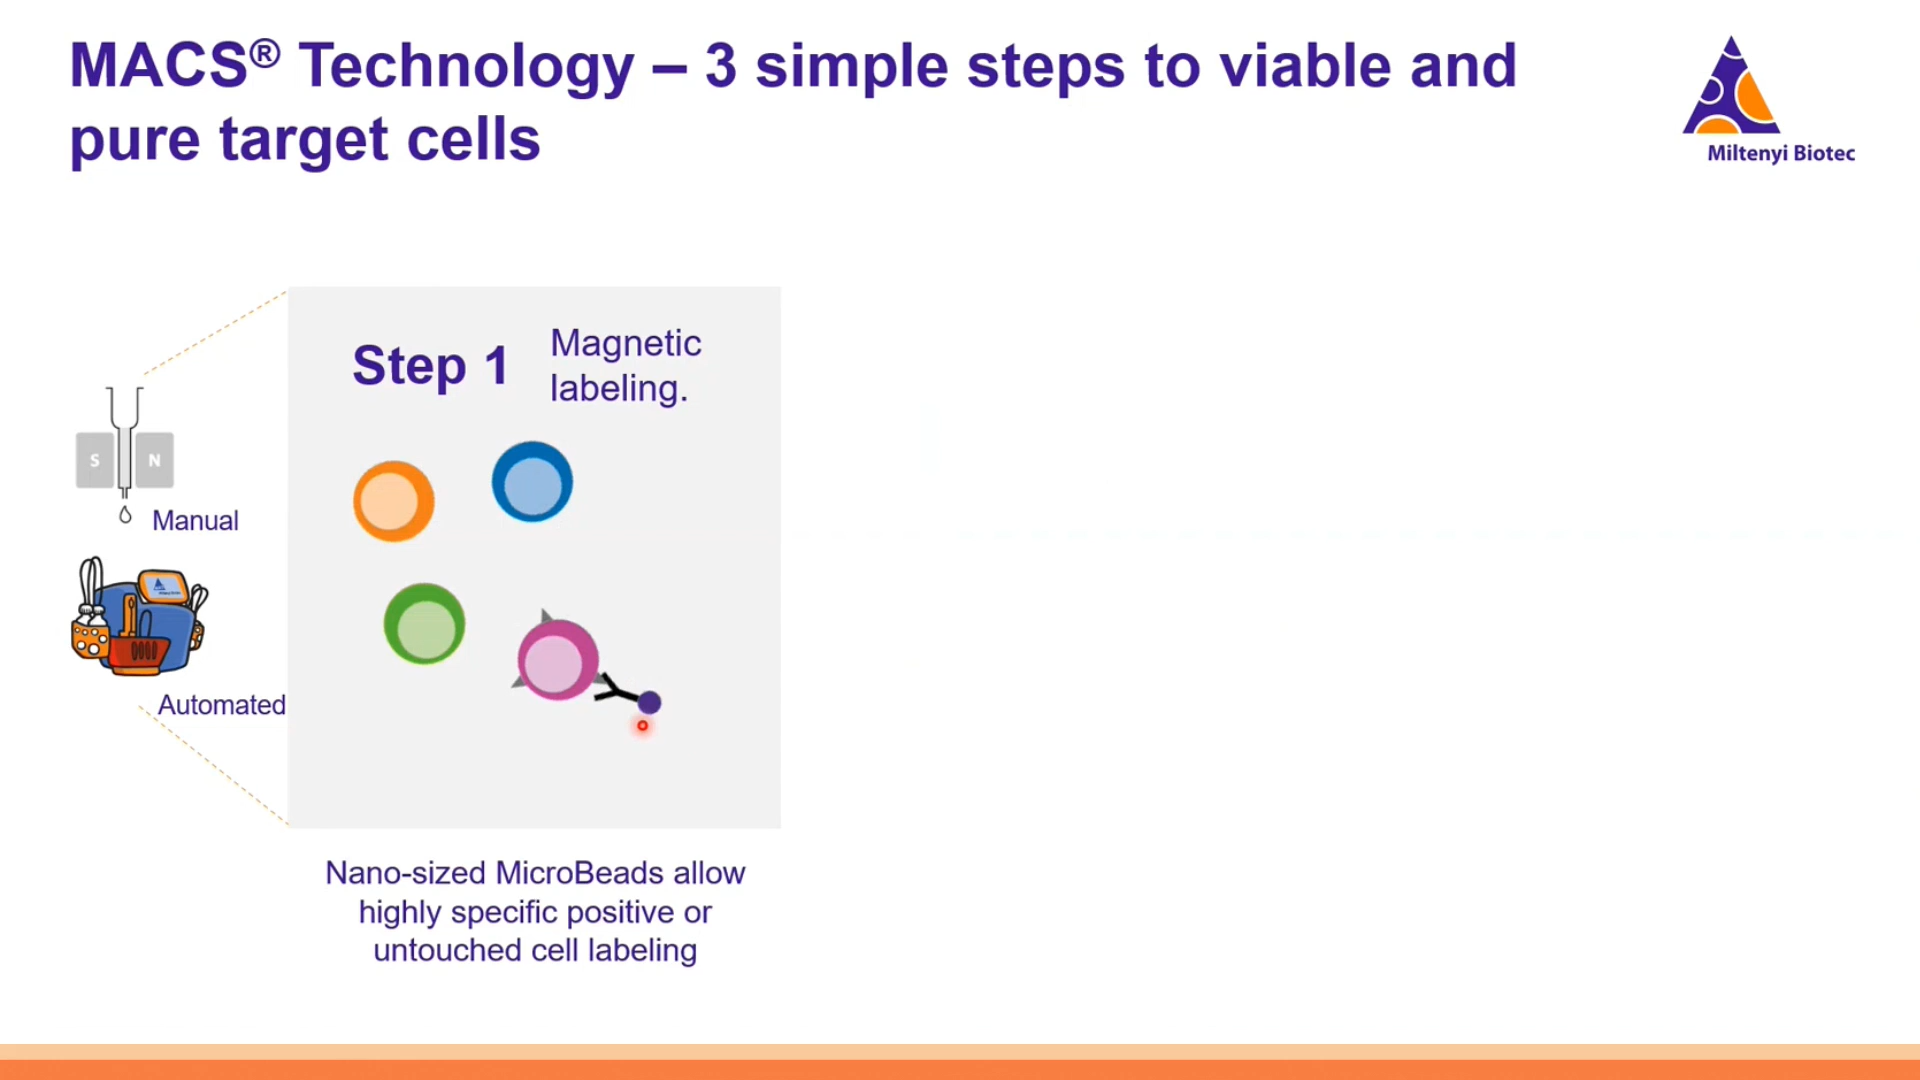 MACS® Technology – 3 simple steps to viable and
pure target cells
Miltenyi Biotec
Step 1
Magnetic
labeling.
S
N
Manual
Automated
Nano-sized MicroBeads allow
highly specific positive or
untouched cell labeling